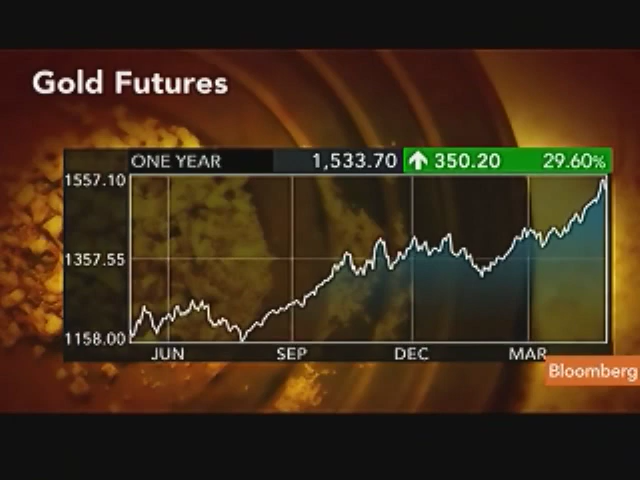 Gold Futures
ONE YEAR 1,533.70 350.20 29.60%
1557.10
1357.55
1158.00
JUN SEP DEC MAR
Bloomberg